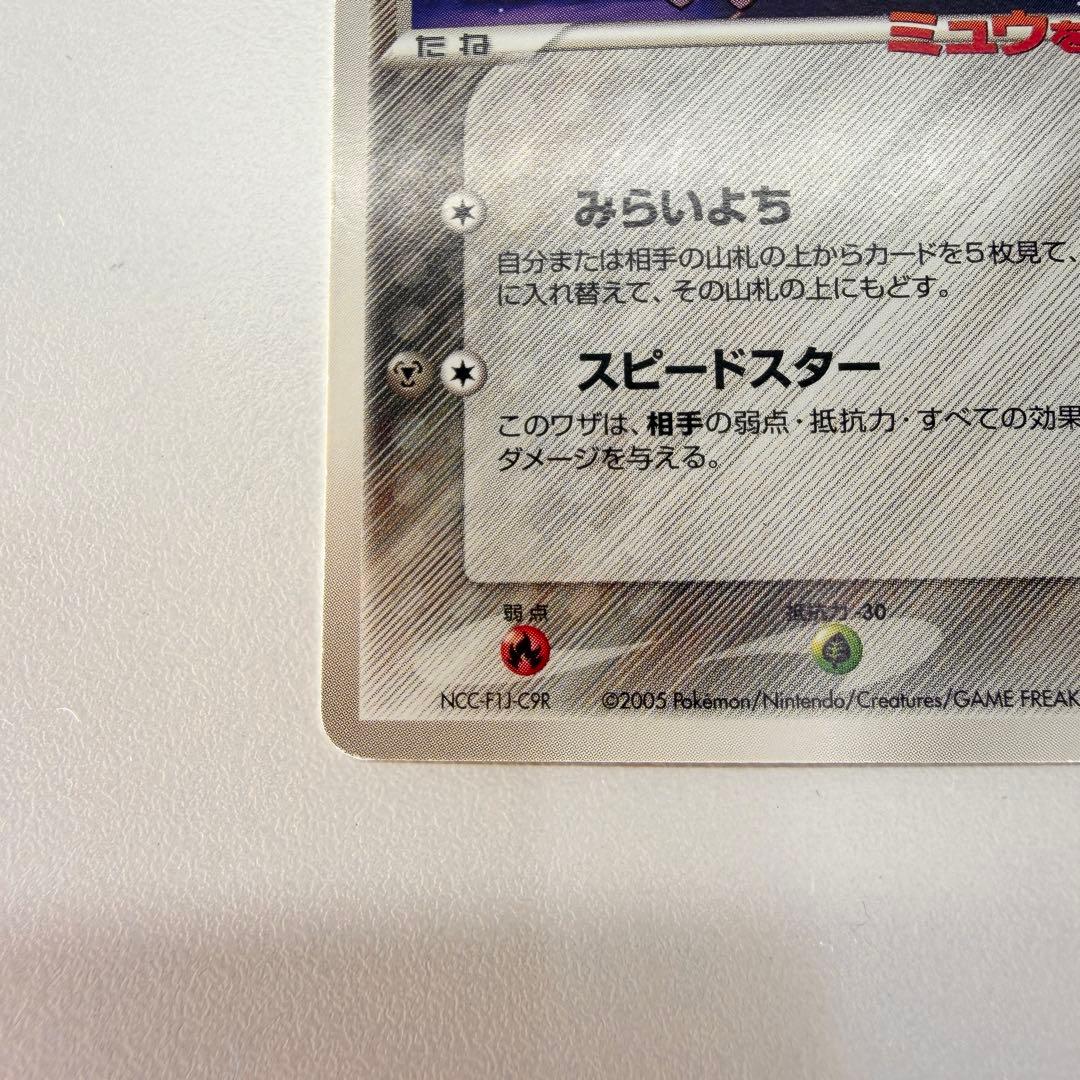 たね
ミュウを
みらいよち
自分または相手の山札の上からカードを5枚見て、
に入れ替えて、その山札の上にもどす。
スピードスター
このワザは、相手の弱点・抵抗力・すべての効果
ダメージを与える。
弱点
抵抗力 -30
NCC-F1J-C9R
©2005 Pokémon/Nintendo/Creatures/GAME FREAK